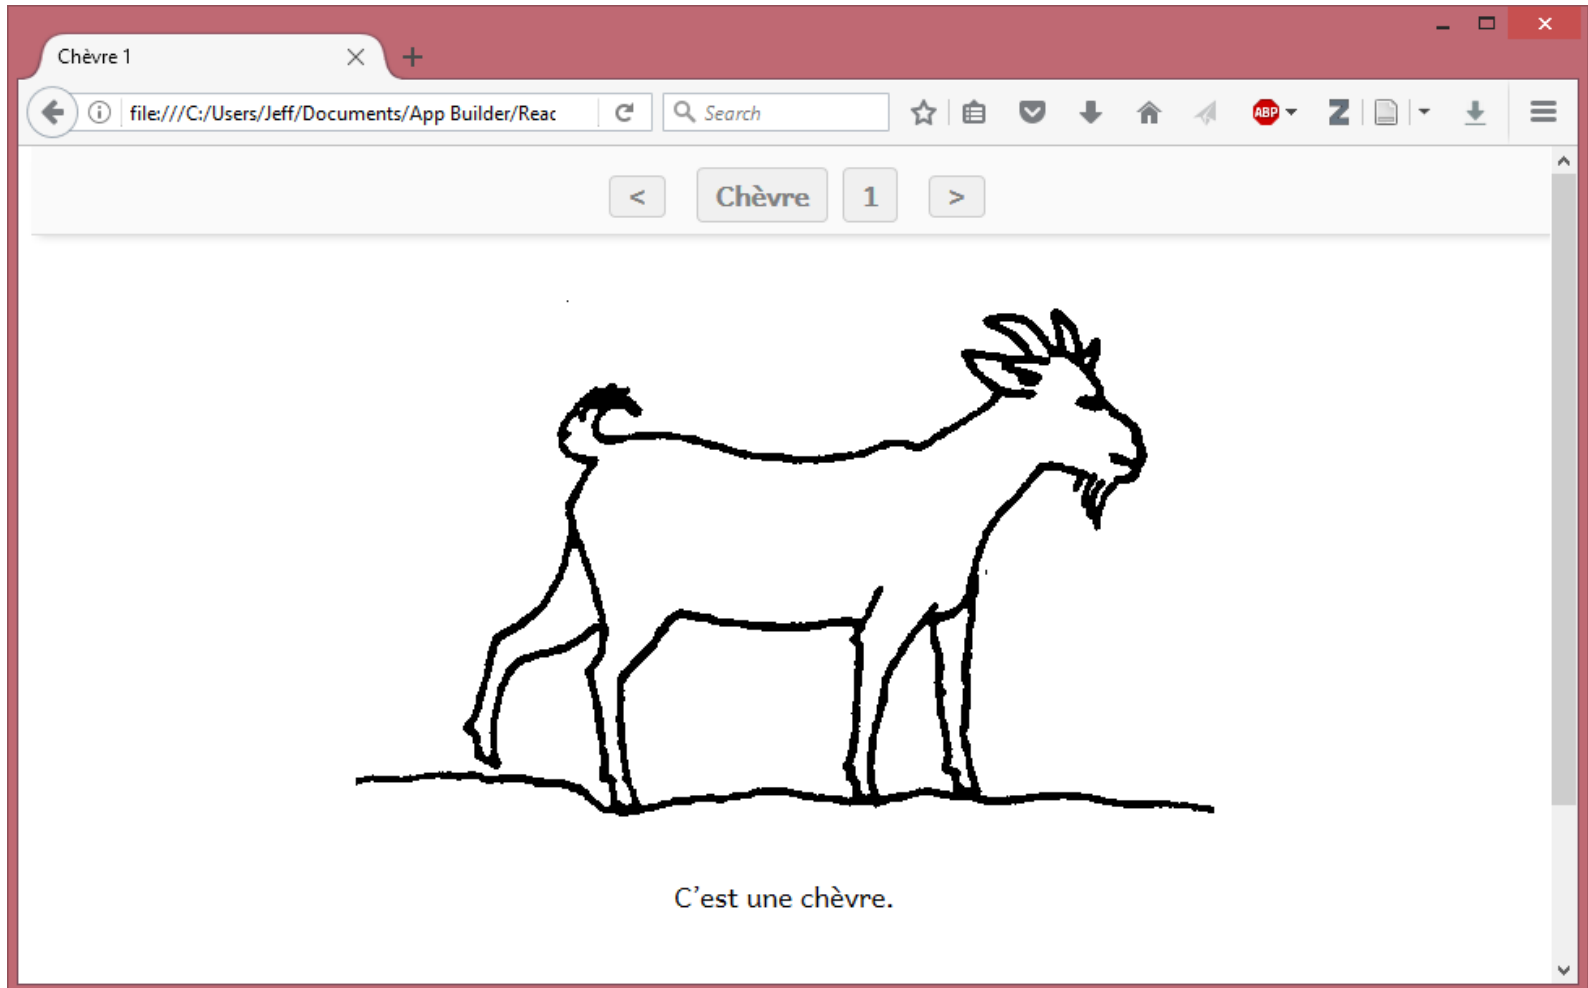 Chèvre 1
file:///C:/Users/Jeff/Documents/App Builder/Reac
Search
ABP
Z
< Chèvre 1 >
C’est une chèvre.